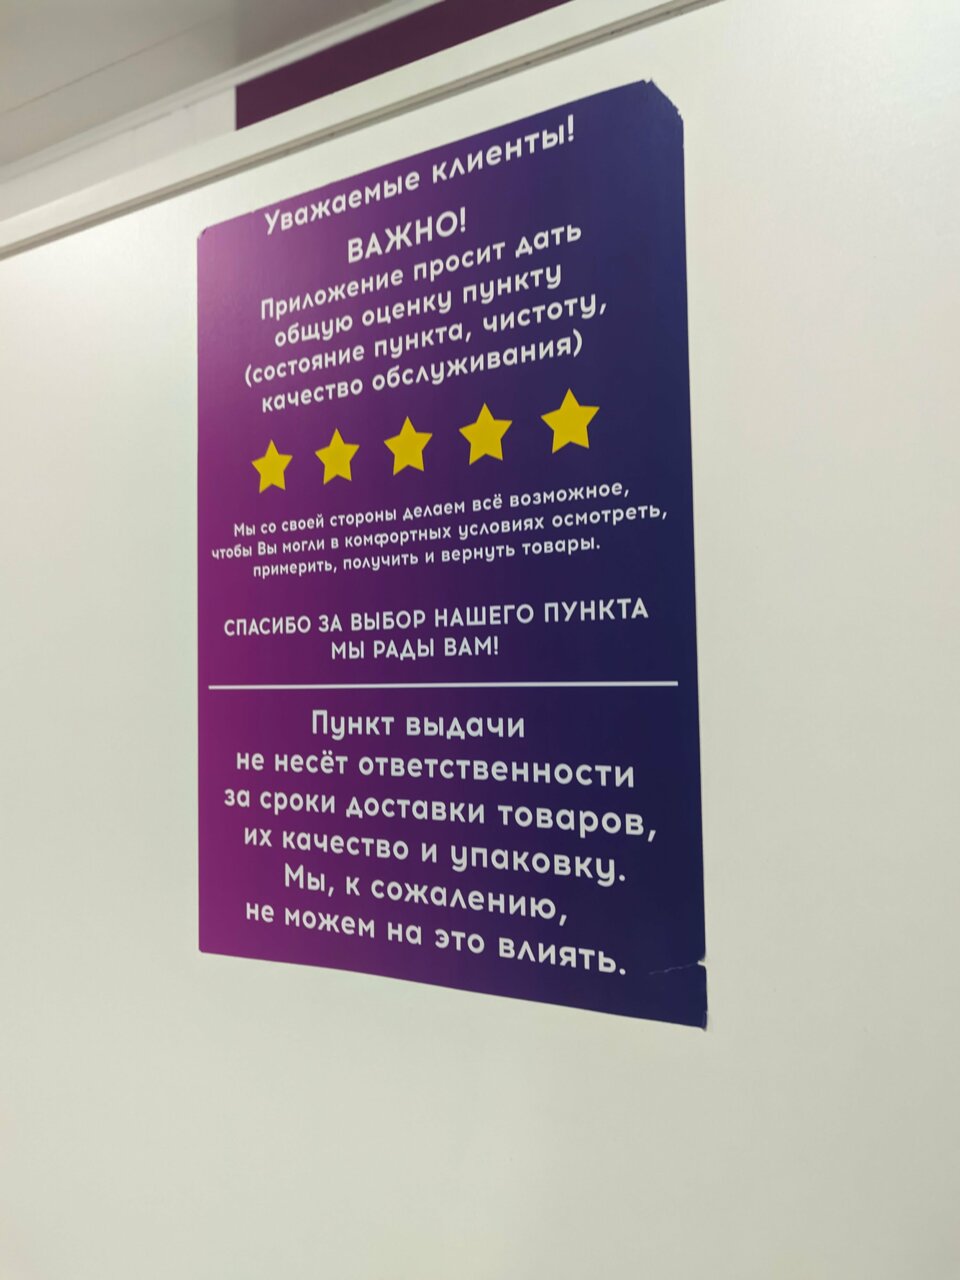 Уважаемые клиенты!
ВАЖНО!
Приложение просит дать
общую оценку пункту
(состояние пункта, чистоту,
качество обслуживания)
Мы со своей стороны делаем всё возможное,
чтобы Вы могли в комфортных условиях осмотреть,
примерить, получить и вернуть товары.
СПАСИБО ЗА ВЫБОР НАШЕГО ПУНКТА
МЫ РАДЫ ВАМ!
Пункт выдачи
не несёт ответственности
за сроки доставки товаров,
их качество и упаковку.
Мы, к сожалению,
не можем на это влиять.